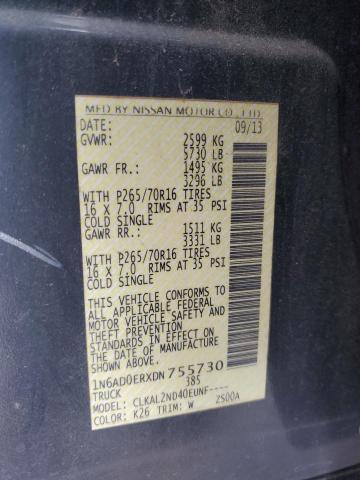 MFD BY NISSAN MOTOR CO., LTD.
DATE: 09/13
GVWR: 2599 KG
5730 LB
GAWR FR.: 1495 KG
3296 LB
WITH P265/70R16 TIRES
16 X 7.0 RIMS AT 35 PSI
COLD SINGLE
GAWR RR.: 1511 KG
3331 LB
WITH P265/70R16 TIRES
16 X 7.0 RIMS AT 35 PSI
COLD SINGLE
THIS VEHICLE CONFORMS TO
ALL APPLICABLE FEDERAL
MOTOR VEHICLE SAFETY AND
THEFT PREVENTION
STANDARDS IN EFFECT ON
THE DATE OF MANUFACTURE
SHOWN ABOVE.
1N6AD0ERXDN755730
TRUCK 385
MODEL: CLKAL2ND40EUNF----
COLOR: K26 TRIM: W ZS00A